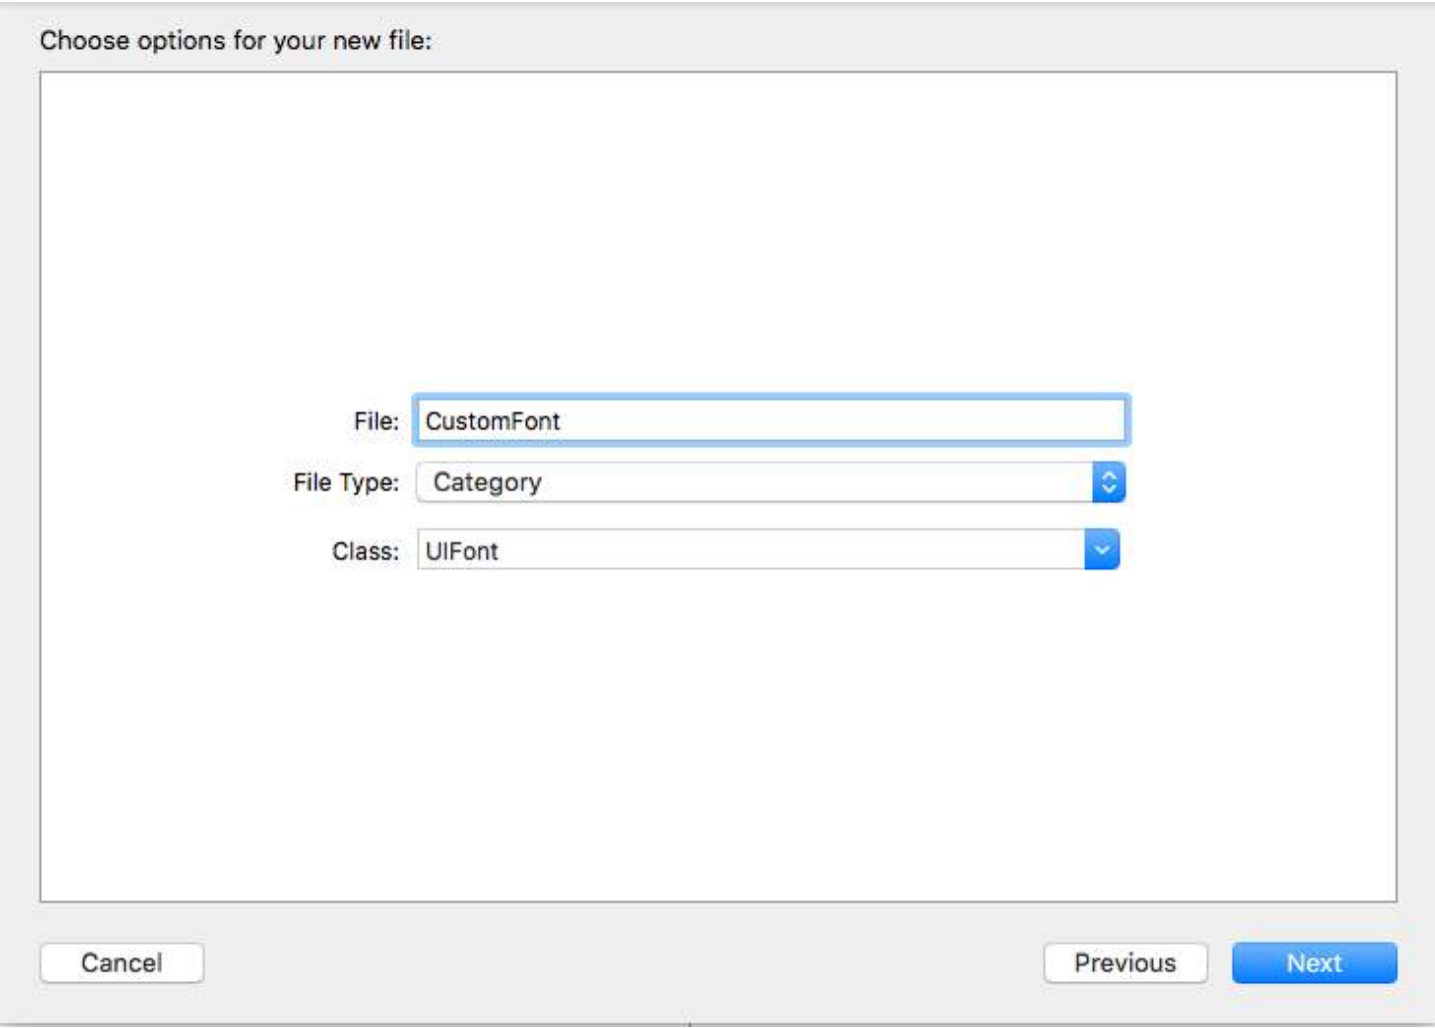 Choose options for your new file:
File: CustomFont
File Type: Category
Class: UIFont
Cancel Previous Next